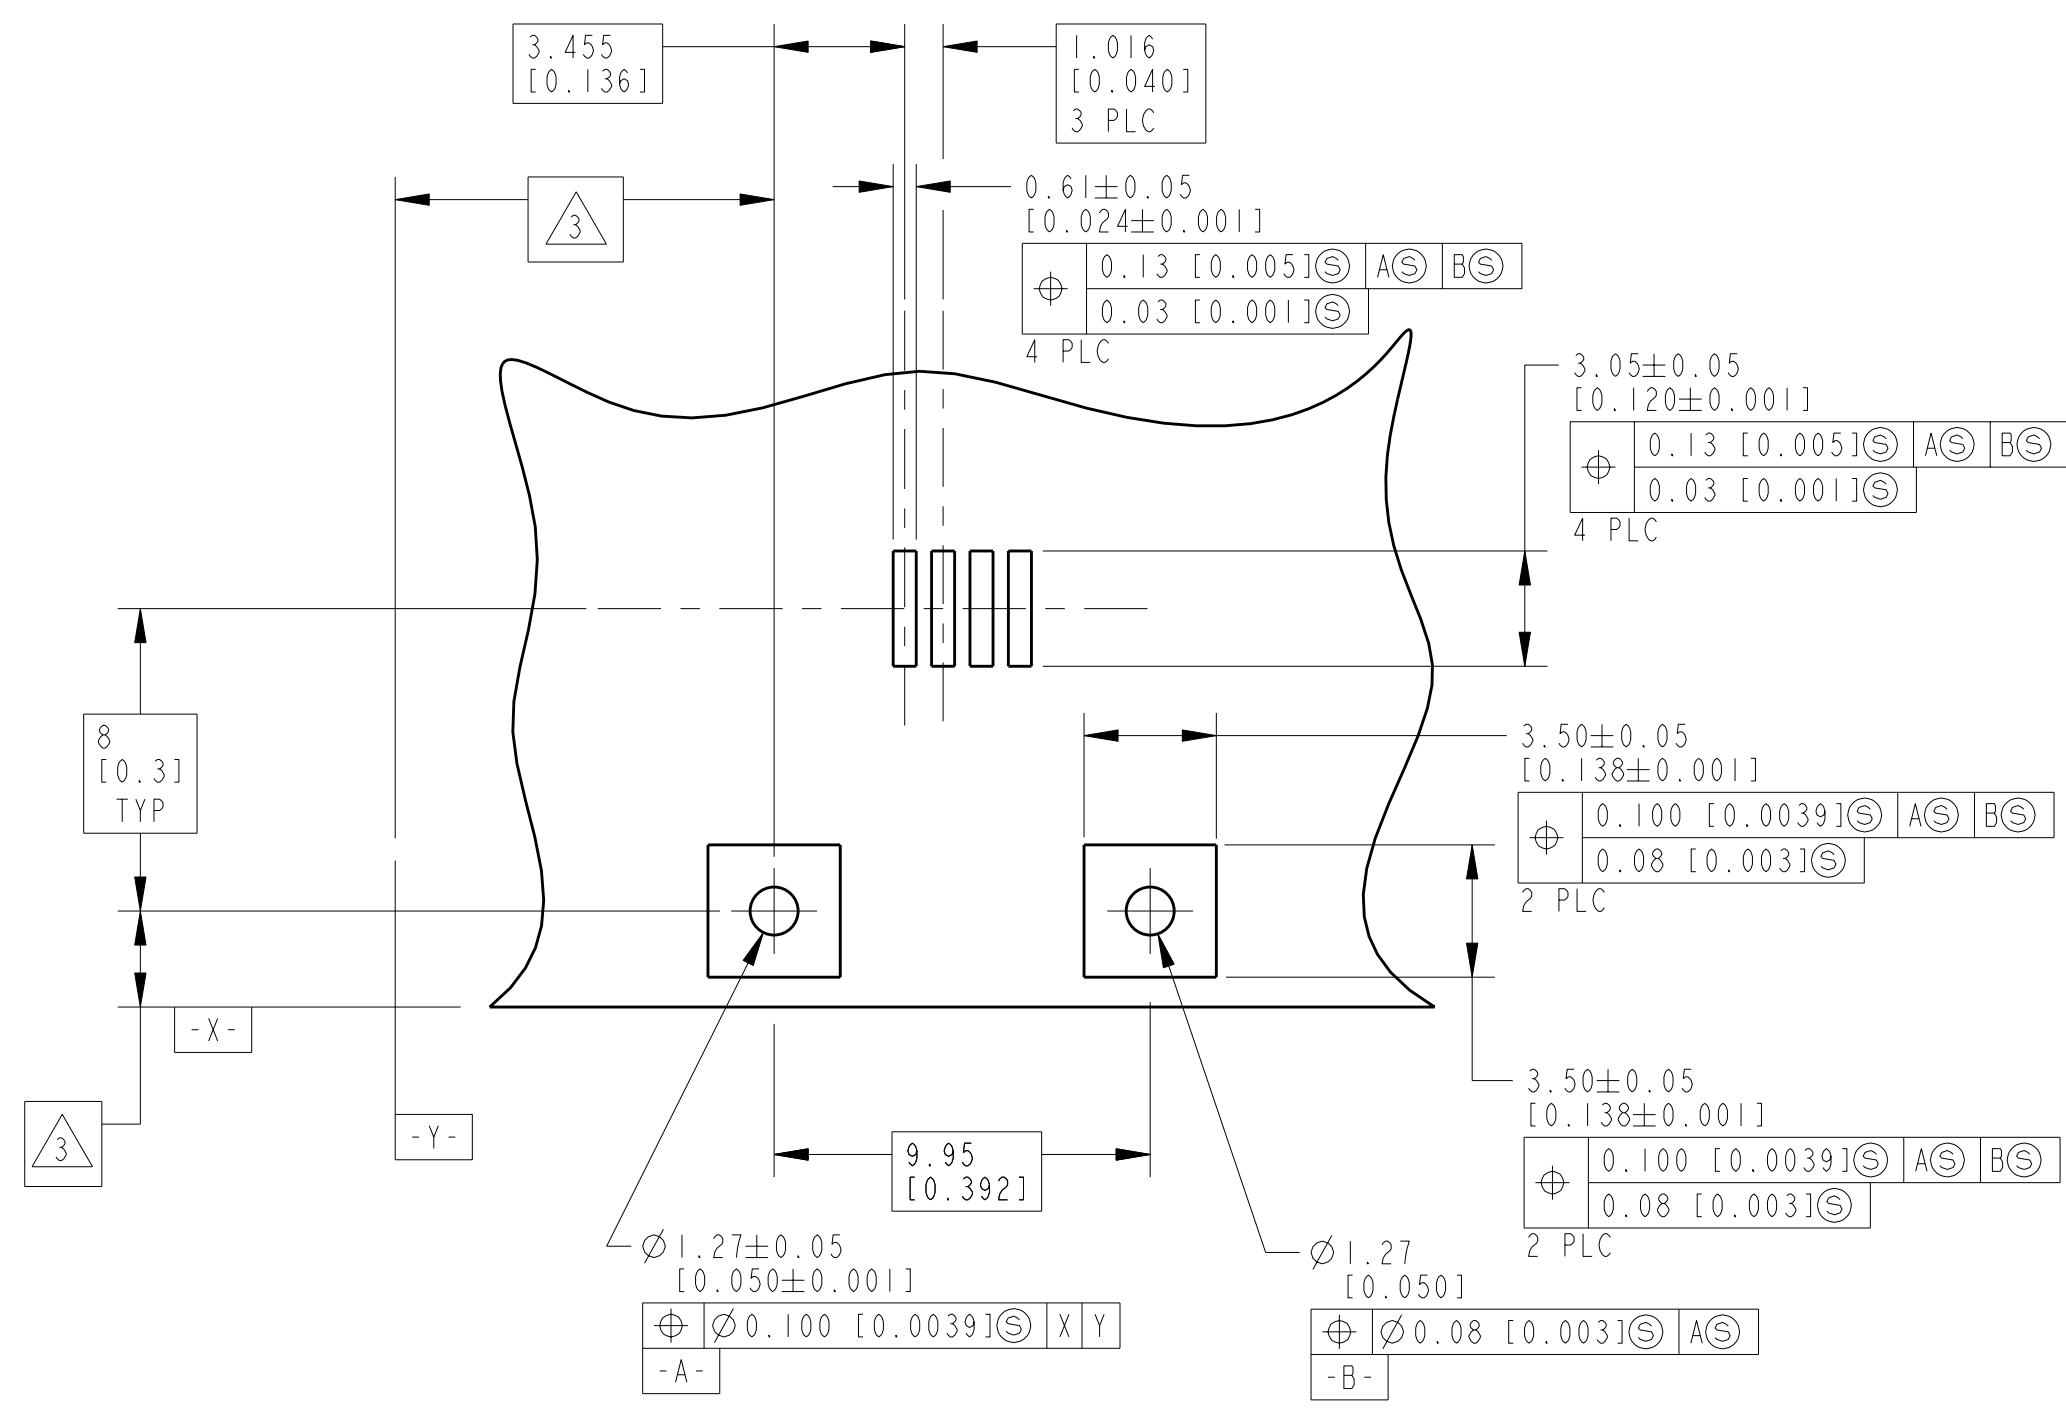 3.455
[0.136]
1.016
[0.040]
3 PLC
3
0.61±0.05
[0.024±0.001]
⌖ 0.13 [0.005]Ⓢ AⓈ BⓈ
0.03 [0.001]Ⓢ
4 PLC
3.05±0.05
[0.120±0.001]
⌖ 0.13 [0.005]Ⓢ AⓈ BⓈ
0.03 [0.001]Ⓢ
4 PLC
8
[0.3]
TYP
3.50±0.05
[0.138±0.001]
⌖ 0.100 [0.0039]Ⓢ AⓈ BⓈ
0.08 [0.003]Ⓢ
2 PLC
-X-
3
-Y-
3.50±0.05
[0.138±0.001]
⌖ 0.100 [0.0039]Ⓢ AⓈ BⓈ
0.08 [0.003]Ⓢ
2 PLC
9.95
[0.392]
Ø1.27±0.05
[0.050±0.001]
⌖ Ø0.100 [0.0039]Ⓢ X Y
-A-
Ø1.27
[0.050]
⌖ Ø0.08 [0.003]Ⓢ AⓈ
-B-